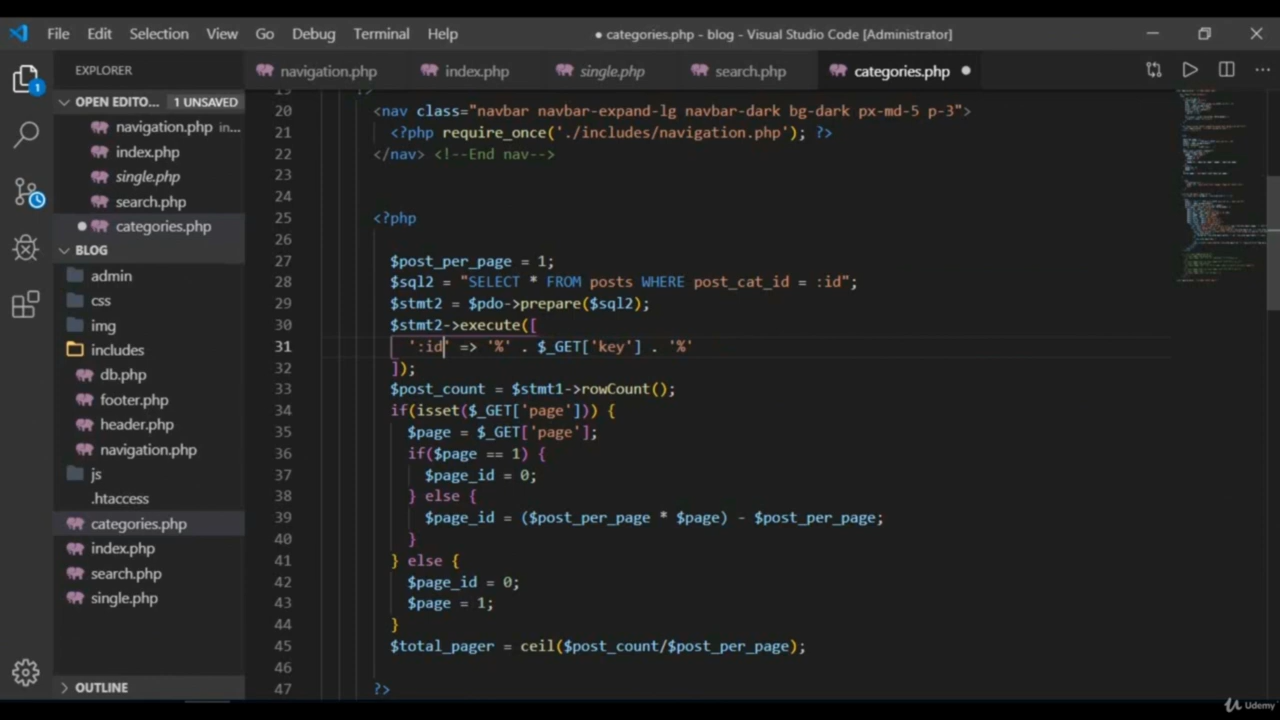 File Edit Selection View Go Debug Terminal Help ● categories.php - blog - Visual Studio Code [Administrator]
EXPLORER navigation.php index.php single.php search.php categories.php
OPEN EDITO... 1 UNSAVED
navigation.php in...
index.php
single.php
search.php
categories.php
BLOG
admin
css
img
includes
db.php
footer.php
header.php
navigation.php
js
.htaccess
categories.php
index.php
search.php
single.php
OUTLINE
1
19 ?>
20 <nav class="navbar navbar-expand-lg navbar-dark bg-dark px-md-5 p-3">
21 <?php require_once('./includes/navigation.php'); ?>
22 </nav> <!--End nav-->
23
24
25 <?php
26
27 $post_per_page = 1;
28 $sql2 = "SELECT * FROM posts WHERE post_cat_id = :id";
29 $stmt2 = $pdo->prepare($sql2);
30 $stmt2->execute([
31 ':id' => '%' . $_GET['key'] . '%'
32 ]);
33 $post_count = $stmt1->rowCount();
34 if(isset($_GET['page'])) {
35 $page = $_GET['page'];
36 if($page == 1) {
37 $page_id = 0;
38 } else {
39 $page_id = ($post_per_page * $page) - $post_per_page;
40 }
41 } else {
42 $page_id = 0;
43 $page = 1;
44 }
45 $total_pager = ceil($post_count/$post_per_page);
46
47 ?>
Udemy